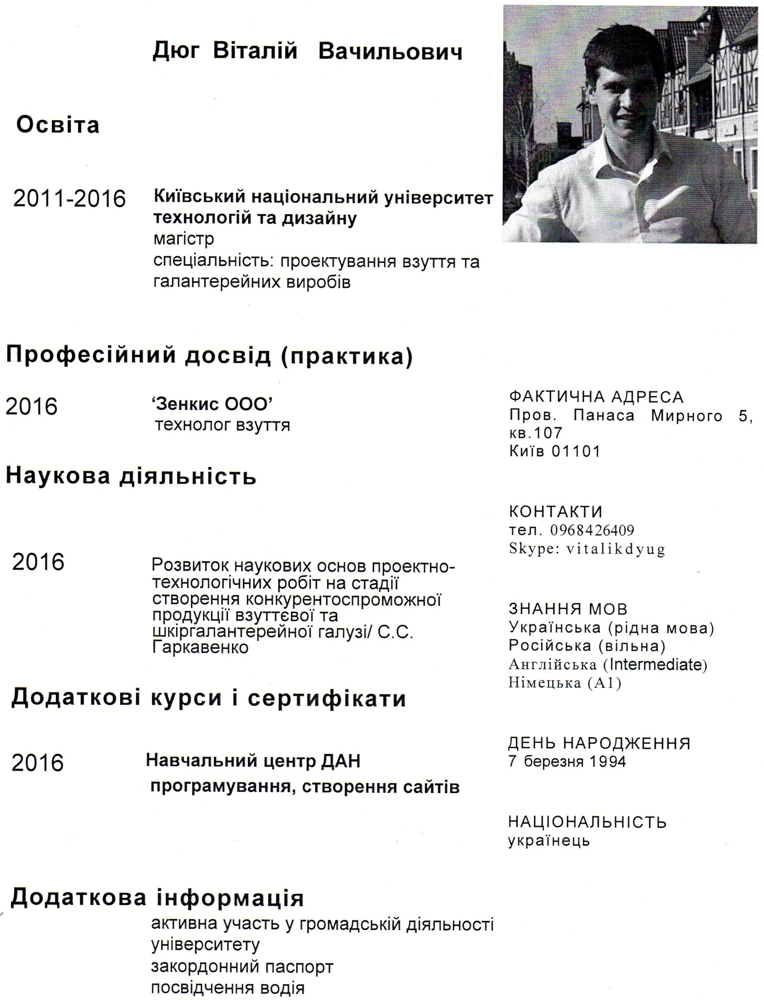 Дюг Віталій Вачильович
Освіта
2011-2016
Київський національний університет
технологій та дизайну
магістр
спеціальність: проектування взуття та
галантерейних виробів
Професійний досвід (практика)
2016
‘Зенкис ООО’
технолог взуття
Наукова діяльність
2016
Розвиток наукових основ проектно-
технологічних робіт на стадії
створення конкурентоспроможної
продукції взуттєвої та
шкіргалантерейної галузі/ С.С.
Гаркавенко
Додаткові курси і сертифікати
2016
Навчальний центр ДАН
програмування, створення сайтів
Додаткова інформація
активна участь у громадській діяльності
університету
закордонний паспорт
посвідчення водія
ФАКТИЧНА АДРЕСА
Пров. Панаса Мирного 5,
кв.107
Київ 01101
КОНТАКТИ
тел. 0968426409
Skype: vitalikdyug
ЗНАННЯ МОВ
Українська (рідна мова)
Російська (вільна)
Англійська (Intermediate)
Німецька (A1)
ДЕНЬ НАРОДЖЕННЯ
7 березня 1994
НАЦІОНАЛЬНІСТЬ
українець